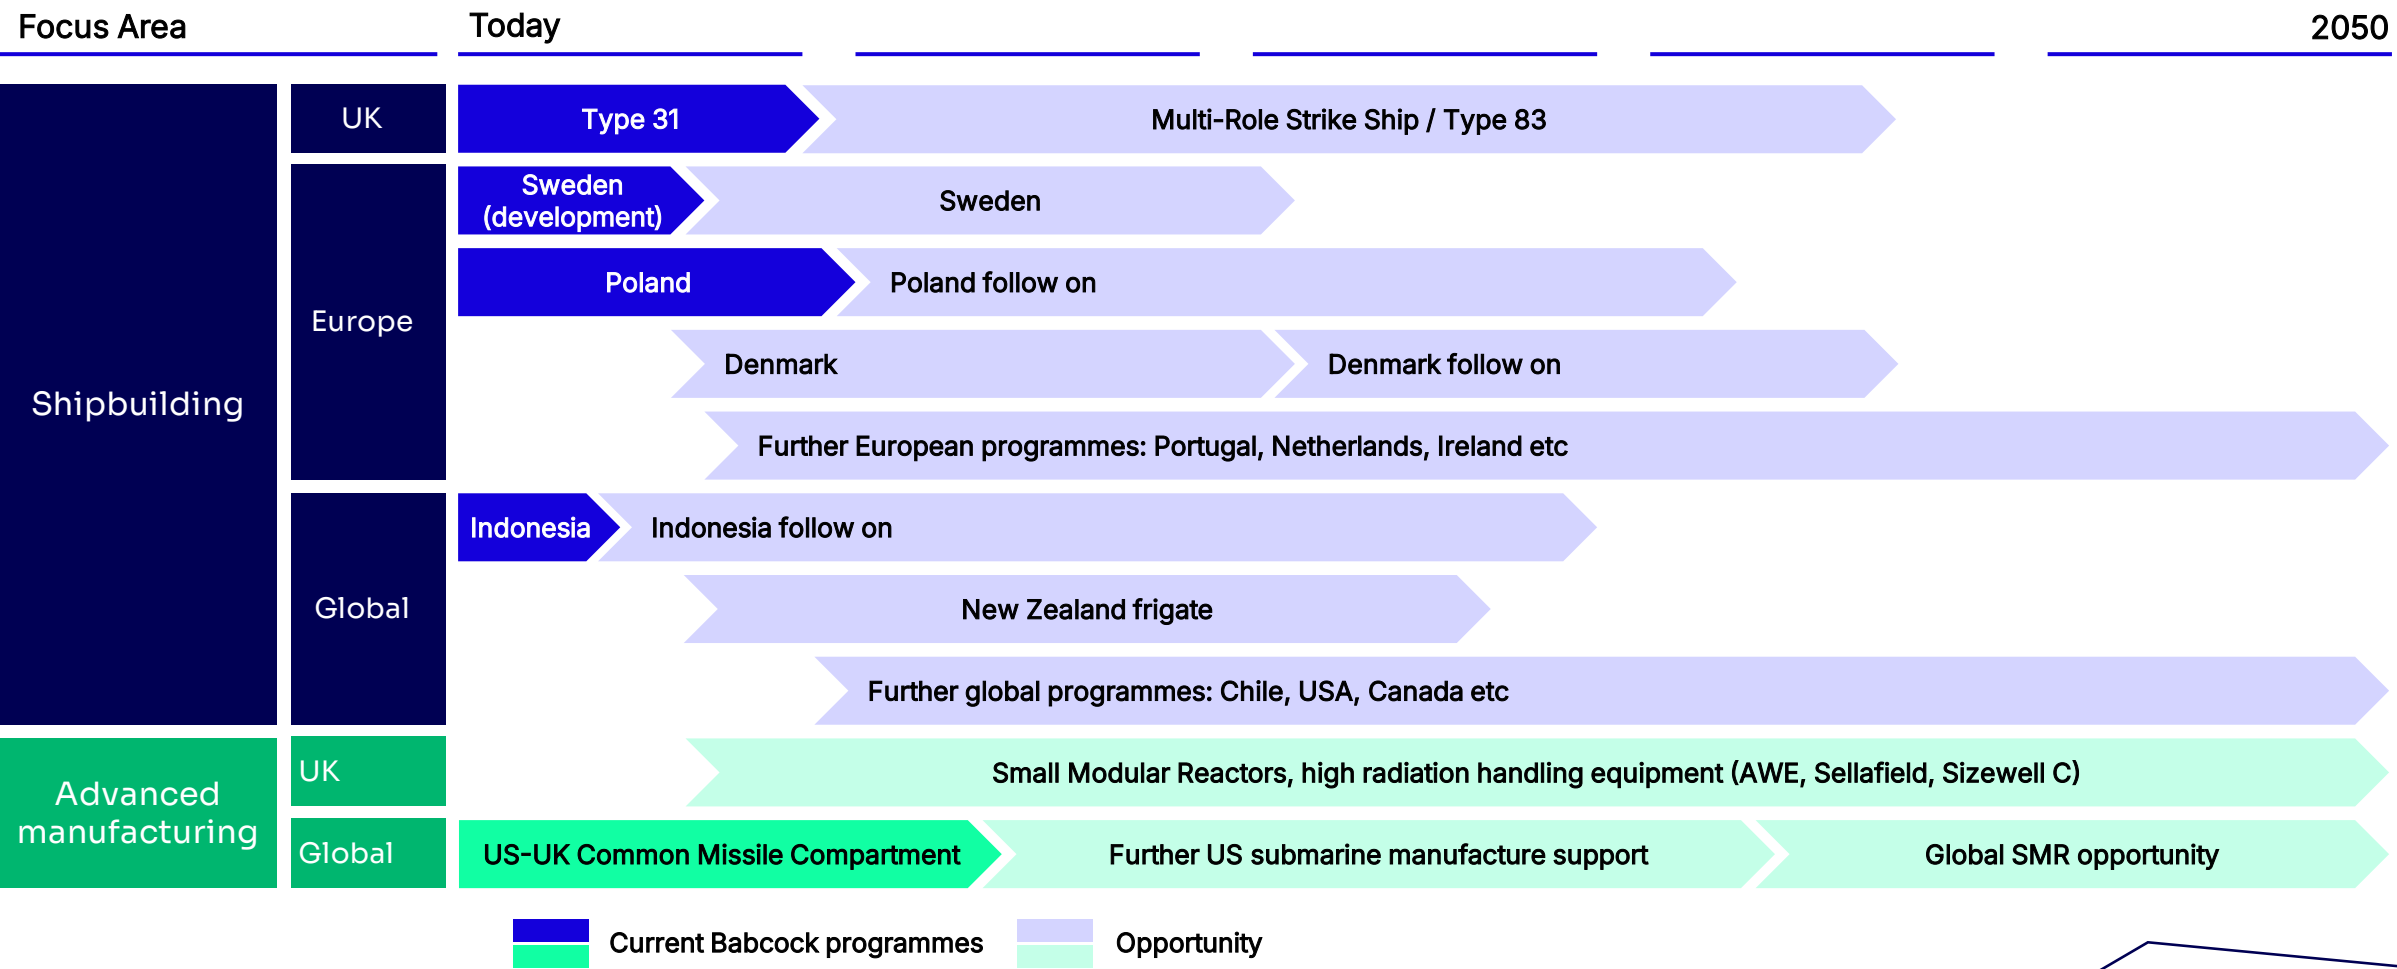 Focus Area
Today
2050
Shipbuilding
UK
Type 31
Multi-Role Strike Ship / Type 83
Europe
Sweden
(development)
Sweden
Poland
Poland follow on
Denmark
Denmark follow on
Further European programmes: Portugal, Netherlands, Ireland etc
Global
Indonesia
Indonesia follow on
New Zealand frigate
Further global programmes: Chile, USA, Canada etc
Advanced
manufacturing
UK
Small Modular Reactors, high radiation handling equipment (AWE, Sellafield, Sizewell C)
Global
US-UK Common Missile Compartment
Further US submarine manufacture support
Global SMR opportunity
Current Babcock programmes
Opportunity